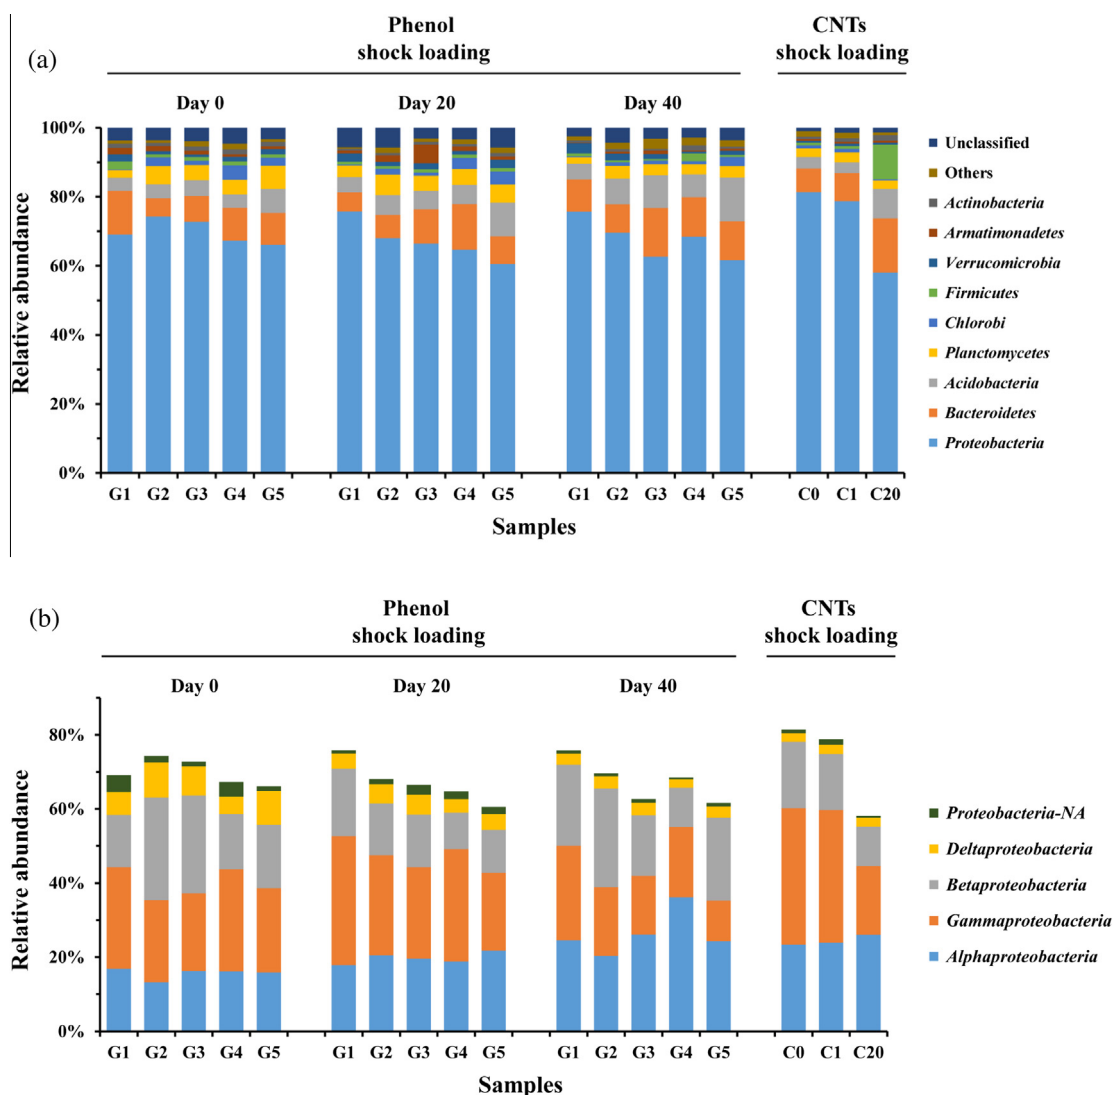 (a)
Phenol
shock loading
CNTs
shock loading
Day 0
Day 20
Day 40
Relative abundance
100%
80%
60%
40%
20%
0%
G1 G2 G3 G4 G5 G1 G2 G3 G4 G5 G1 G2 G3 G4 G5 C0 C1 C20
Samples
Unclassified
Others
Actinobacteria
Armatimonadetes
Verrucomicrobia
Firmicutes
Chlorobi
Planctomycetes
Acidobacteria
Bacteroidetes
Proteobacteria
(b)
Phenol
shock loading
CNTs
shock loading
Day 0
Day 20
Day 40
Relative abundance
80%
60%
40%
20%
0%
G1 G2 G3 G4 G5 G1 G2 G3 G4 G5 G1 G2 G3 G4 G5 C0 C1 C20
Samples
Proteobacteria-NA
Deltaproteobacteria
Betaproteobacteria
Gammaproteobacteria
Alphaproteobacteria